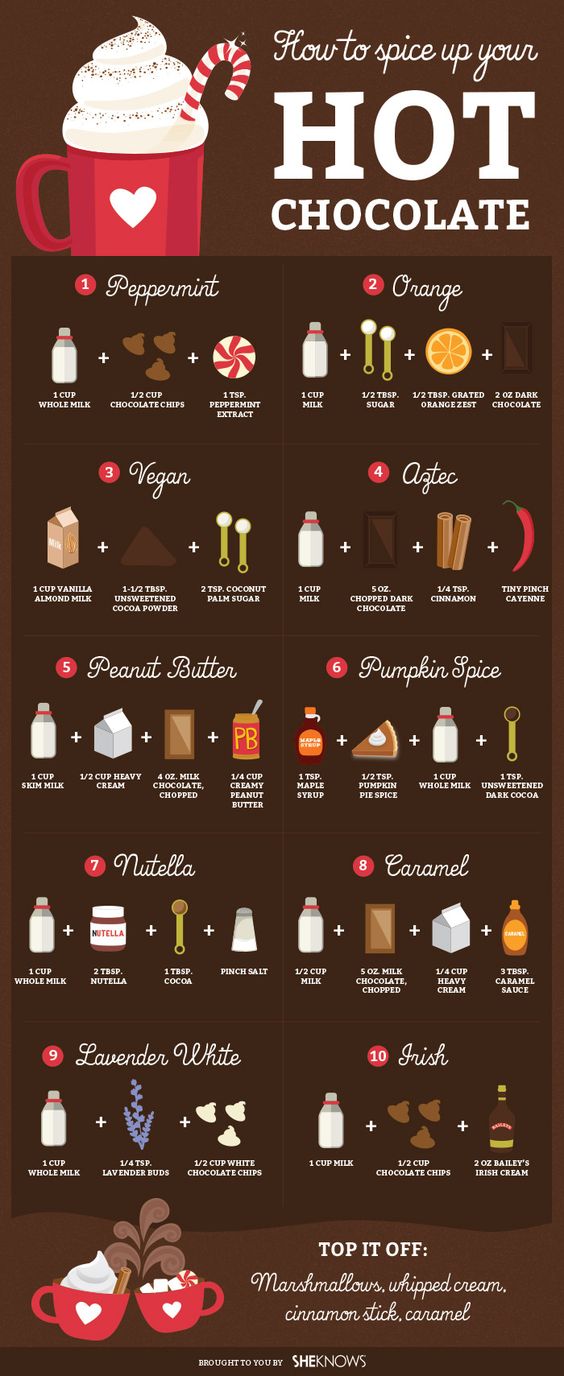 How to spice up your
HOT
CHOCOLATE
1 Peppermint
1 CUP
WHOLE MILK
+
1/2 CUP
CHOCOLATE CHIPS
+
1 TSP.
PEPPERMINT
EXTRACT
2 Orange
1 CUP
MILK
+
1/2 TBSP.
SUGAR
+
1/2 TBSP. GRATED
ORANGE ZEST
+
2 OZ DARK
CHOCOLATE
3 Vegan
Milk
1 CUP VANILLA
ALMOND MILK
+
1-1/2 TBSP.
UNSWEETENED
COCOA POWDER
+
2 TSP. COCONUT
PALM SUGAR
4 Aztec
1 CUP
MILK
+
5 OZ.
CHOPPED DARK
CHOCOLATE
+
1/4 TSP.
CINNAMON
+
TINY PINCH
CAYENNE
5 Peanut Butter
1 CUP
SKIM MILK
+
1/2 CUP HEAVY
CREAM
+
4 OZ. MILK
CHOCOLATE,
CHOPPED
+
PB
1/4 CUP
CREAMY
PEANUT
BUTTER
6 Pumpkin Spice
MAPLE
SYRUP
1 TSP.
MAPLE
SYRUP
+
1/2 TSP.
PUMPKIN
PIE SPICE
+
1 CUP
WHOLE MILK
+
1 TSP.
UNSWEETENED
DARK COCOA
7 Nutella
1 CUP
WHOLE MILK
+
NUTELLA
2 TBSP.
NUTELLA
+
1 TBSP.
COCOA
+
PINCH SALT
8 Caramel
1/2 CUP
MILK
+
5 OZ. MILK
CHOCOLATE,
CHOPPED
+
1/4 CUP
HEAVY
CREAM
+
CARAMEL
3 TBSP.
CARAMEL
SAUCE
9 Lavender White
1 CUP
WHOLE MILK
+
1/4 TSP.
LAVENDER BUDS
+
1/2 CUP WHITE
CHOCOLATE CHIPS
10 Irish
1 CUP MILK
+
1/2 CUP
CHOCOLATE CHIPS
+
BAILEYS
2 OZ BAILEY'S
IRISH CREAM
TOP IT OFF:
Marshmallows, whipped cream,
cinnamon stick, caramel
BROUGHT TO YOU BY SHEKNOWS